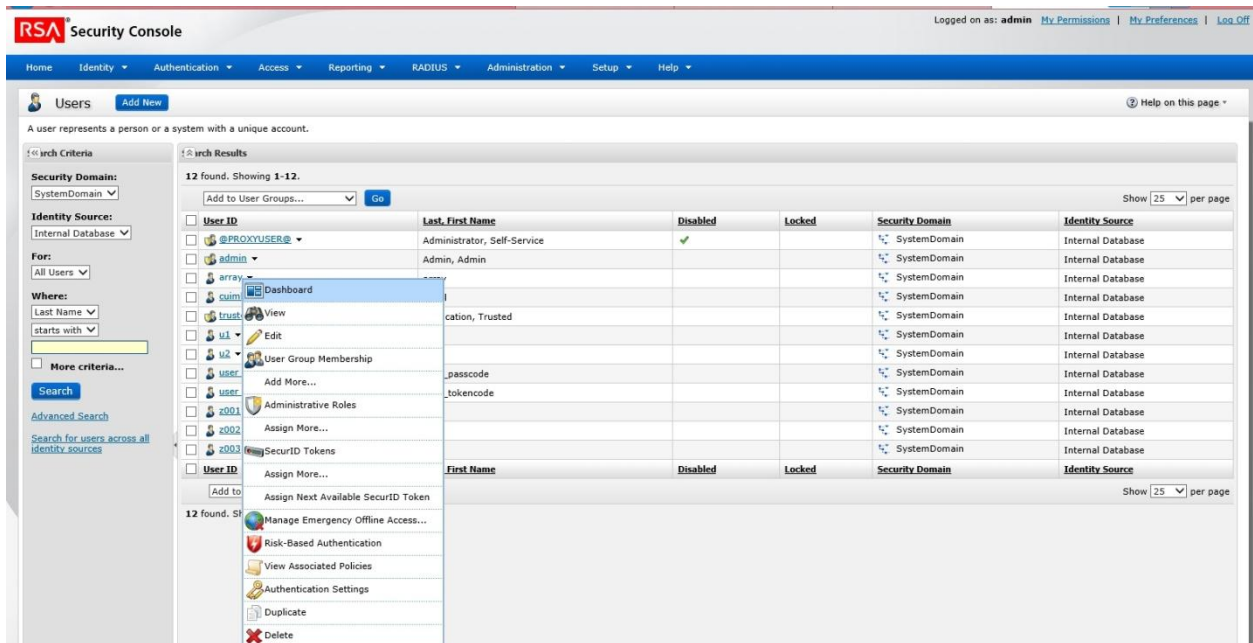 RSA Security Console
Logged on as: admin My Permissions | My Preferences | Log Off
Home Identity Authentication Access Reporting RADIUS Administration Setup Help
Users Add New
Help on this page
A user represents a person or a system with a unique account.
Criteria
Results
Security Domain:
SystemDomain
Identity Source:
Internal Database
For:
All Users
Where:
Last Name
starts with
More criteria...
Search
Advanced Search
Search for users across all
identity sources
12 found. Showing 1-12.
Add to User Groups... Go
Show 25 per page
User ID Last, First Name Disabled Locked Security Domain Identity Source
@PROXYUSER@ Administrator, Self-Service SystemDomain Internal Database
admin Admin, Admin SystemDomain Internal Database
array SystemDomain Internal Database
cuim SystemDomain Internal Database
trust cation, Trusted SystemDomain Internal Database
u1 SystemDomain Internal Database
u2 SystemDomain Internal Database
user_ _passcode SystemDomain Internal Database
user_ _tokencode SystemDomain Internal Database
z001 SystemDomain Internal Database
z002 SystemDomain Internal Database
z003 SystemDomain Internal Database
User ID First Name Disabled Locked Security Domain Identity Source
Add to
Show 25 per page
12 found.
Dashboard
View
Edit
User Group Membership
Add More...
Administrative Roles
Assign More...
SecurID Tokens
Assign More...
Assign Next Available SecurID Token
Manage Emergency Offline Access...
Risk-Based Authentication
View Associated Policies
Authentication Settings
Duplicate
Delete